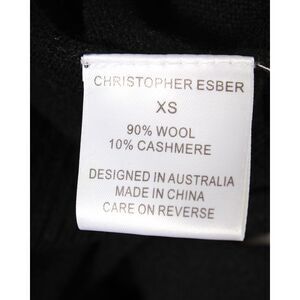 CHRISTOPHER ESBER
XS
90% WOOL
10% CASHMERE
DESIGNED IN AUSTRALIA
MADE IN CHINA
CARE ON REVERSE